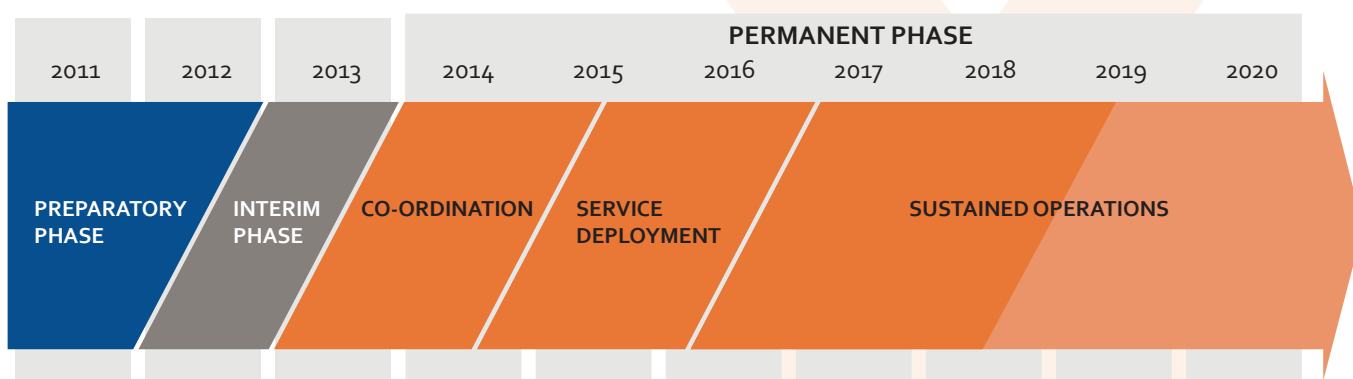 PERMANENT PHASE
2011 2012 2013 2014 2015 2016 2017 2018 2019 2020
PREPARATORY
PHASE
INTERIM
PHASE
CO-ORDINATION
SERVICE
DEPLOYMENT
SUSTAINED OPERATIONS